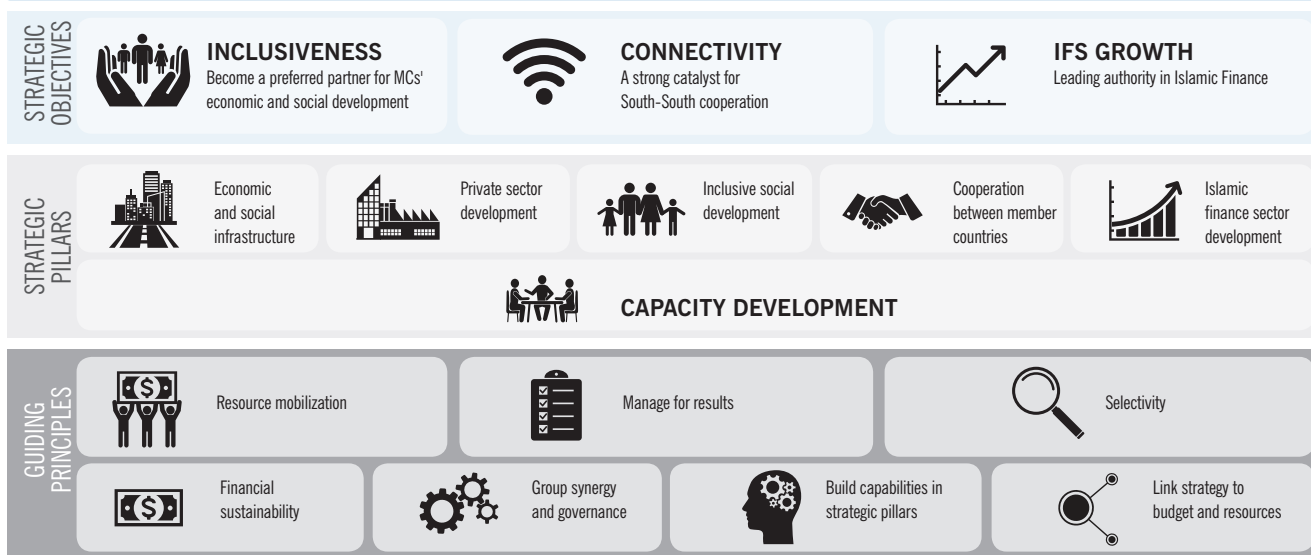 STRATEGIC
OBJECTIVES
INCLUSIVENESS
Become a preferred partner for MCs'
economic and social development
CONNECTIVITY
A strong catalyst for
South-South cooperation
IFS GROWTH
Leading authority in Islamic Finance
STRATEGIC
PILLARS
Economic
and social
infrastructure
Private sector
development
Inclusive social
development
Cooperation
between member
countries
Islamic
finance sector
development
CAPACITY DEVELOPMENT
GUIDING
PRINCIPLES
Resource mobilization
Manage for results
Selectivity
Financial
sustainability
Group synergy
and governance
Build capabilities in
strategic pillars
Link strategy to
budget and resources